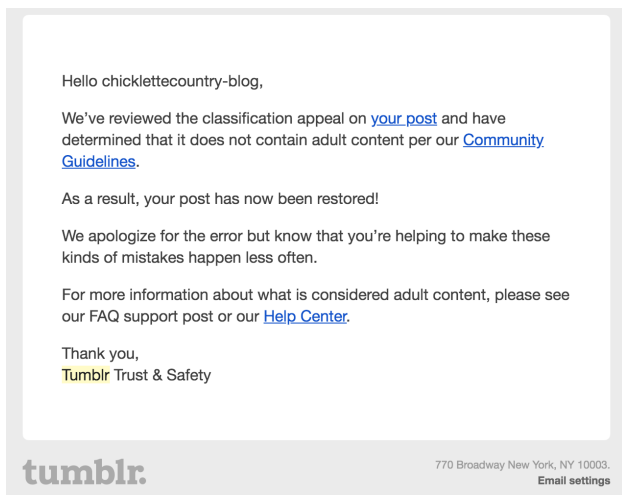 Hello chicklettecountry-blog,
We've reviewed the classification appeal on your post and have
determined that it does not contain adult content per our Community
Guidelines.
As a result, your post has now been restored!
We apologize for the error but know that you're helping to make these
kinds of mistakes happen less often.
For more information about what is considered adult content, please see
our FAQ support post or our Help Center.
Thank you,
Tumblr Trust & Safety
tumblr.
770 Broadway New York, NY 10003.
Email settings